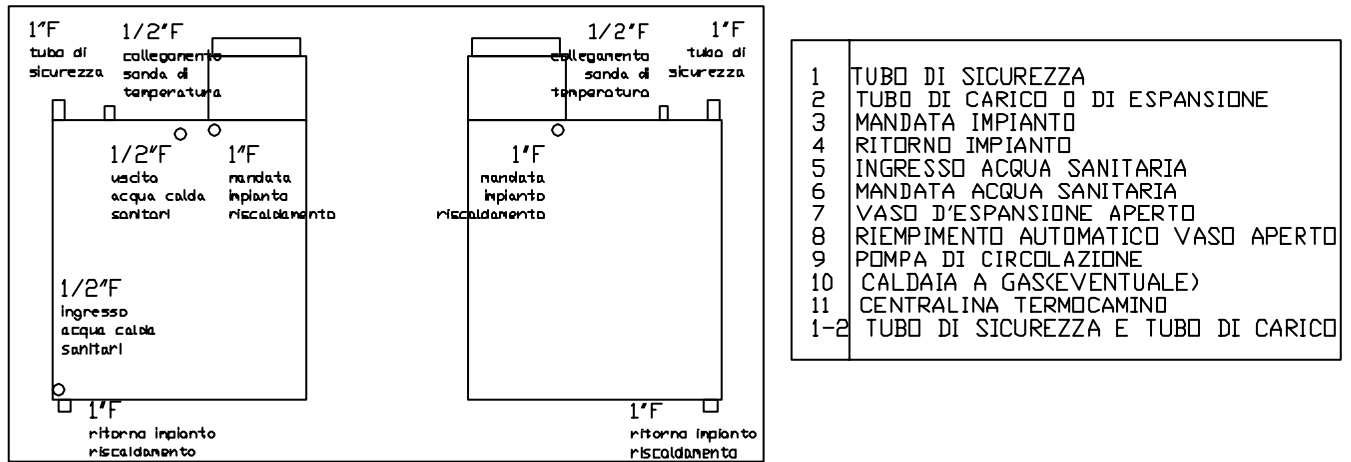 1"F
tubo di
sicurezza
1/2"F
collegamento
sonda di
temperatura
1/2"F
uscita
acqua calda
sanitari
1"F
mandata
impianto
riscaldamento
1/2"F
ingresso
acqua calda
sanitari
1"F
ritorno impianto
riscaldamento
1/2"F
collegamento
sonda di
temperatura
1"F
tubo di
sicurezza
1"F
mandata
impianto
riscaldamento
1"F
ritorno impianto
riscaldamento
1 TUBO DI SICUREZZA
2 TUBO DI CARICO O DI ESPANSIONE
3 MANDATA IMPIANTO
4 RITORNO IMPIANTO
5 INGRESSO ACQUA SANITARIA
6 MANDATA ACQUA SANITARIA
7 VASO D'ESPANSIONE APERTO
8 RIEMPIMENTO AUTOMATICO VASO APERTO
9 POMPA DI CIRCOLAZIONE
10 CALDAIA A GAS(EVENTUALE)
11 CENTRALINA TERMOCAMINO
1-2 TUBO DI SICUREZZA E TUBO DI CARICO